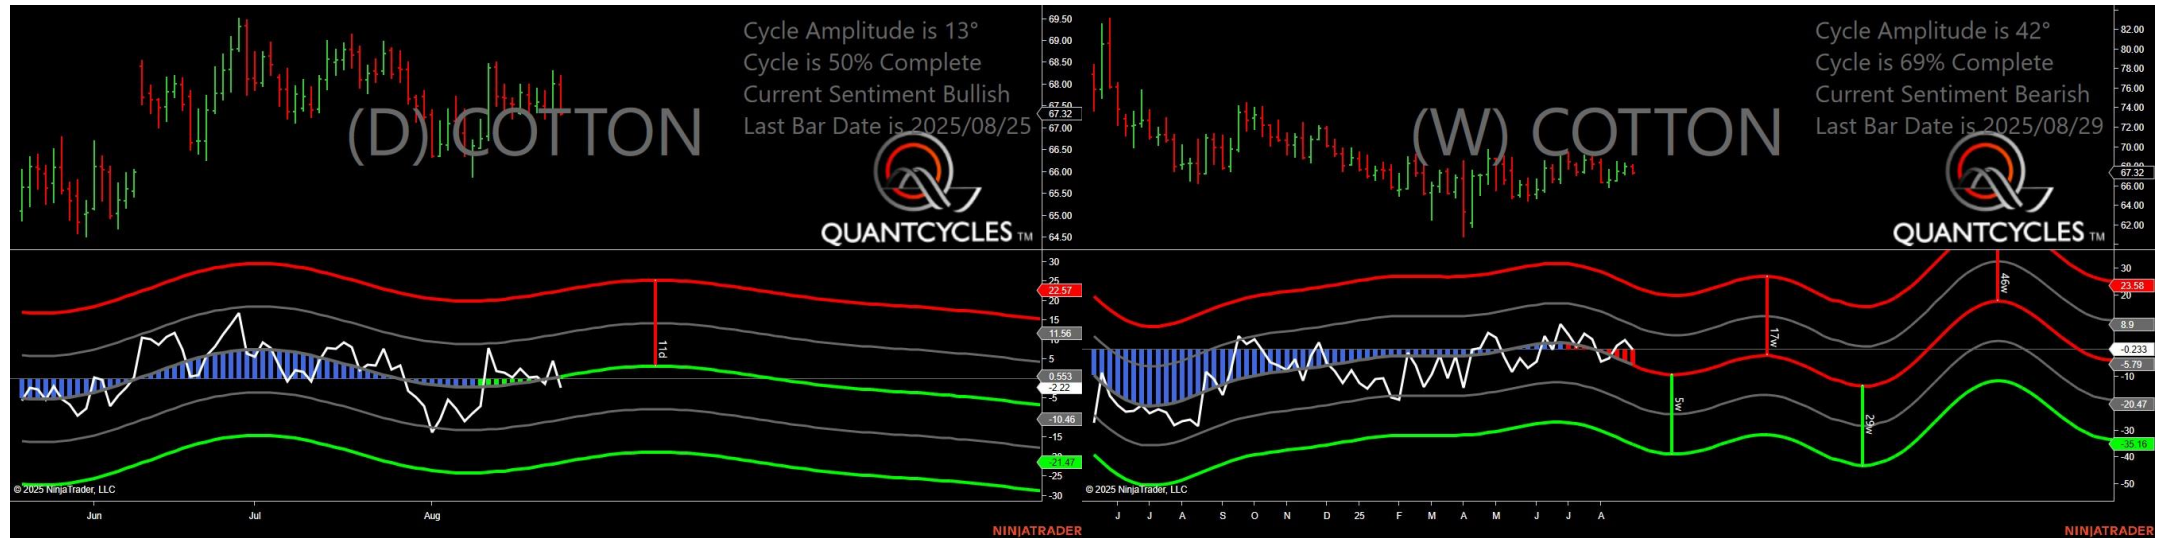 Cycle Amplitude is 13°
Cycle is 50% Complete
Current Sentiment Bullish
Last Bar Date is 2025/08/25
(D) COTTON
QUANTCYCLES TM
69.50
69.00
68.50
68.00
67.50
67.32
67.00
66.50
66.00
65.50
65.00
64.50
30
25
22.57
20
15
11.56
5
0.553
-2.22
-5
-10.46
-15
-21.47
-25
-30
11d
© 2025 NinjaTrader, LLC
Jun Jul Aug
NINJATRADER
Cycle Amplitude is 42°
Cycle is 69% Complete
Current Sentiment Bearish
Last Bar Date is 2025/08/29
(W) COTTON
QUANTCYCLES TM
82.00
80.00
78.00
76.00
74.00
72.00
70.00
68.00
67.32
66.00
64.00
62.00
30
23.58
20
8.9
-0.233
-5.79
-10
-20.47
-30
-35.16
-40
-50
5w
17w
29w
46w
© 2025 NinjaTrader, LLC
J J A S O N D 25 F M A M J J A
NINJATRADER